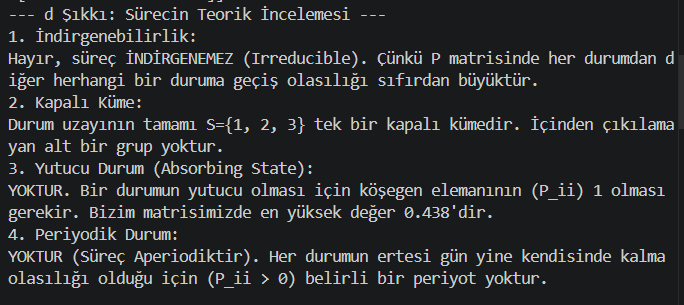 --- d Şıkkı: Sürecin Teorik İncelemesi ---
1. İndirgenebilirlik:
Hayır, süreç İNDİRGENEMEZ (Irreducible). Çünkü P matrisinde her durumdan d
iğer herhangi bir duruma geçiş olasılığı sıfırdan büyüktür.
2. Kapalı Küme:
Durum uzayının tamamı S={1, 2, 3} tek bir kapalı kümedir. İçinden çıkılama
yan alt bir grup yoktur.
3. Yutucu Durum (Absorbing State):
YOKTUR. Bir durumun yutucu olması için köşegen elemanının (P_ii) 1 olması
gerekir. Bizim matrisimizde en yüksek değer 0.438'dir.
4. Periyodik Durum:
YOKTUR (Süreç Aperiodiktir). Her durumun ertesi gün yine kendisinde kalma
olasılığı olduğu için (P_ii > 0) belirli bir periyot yoktur.